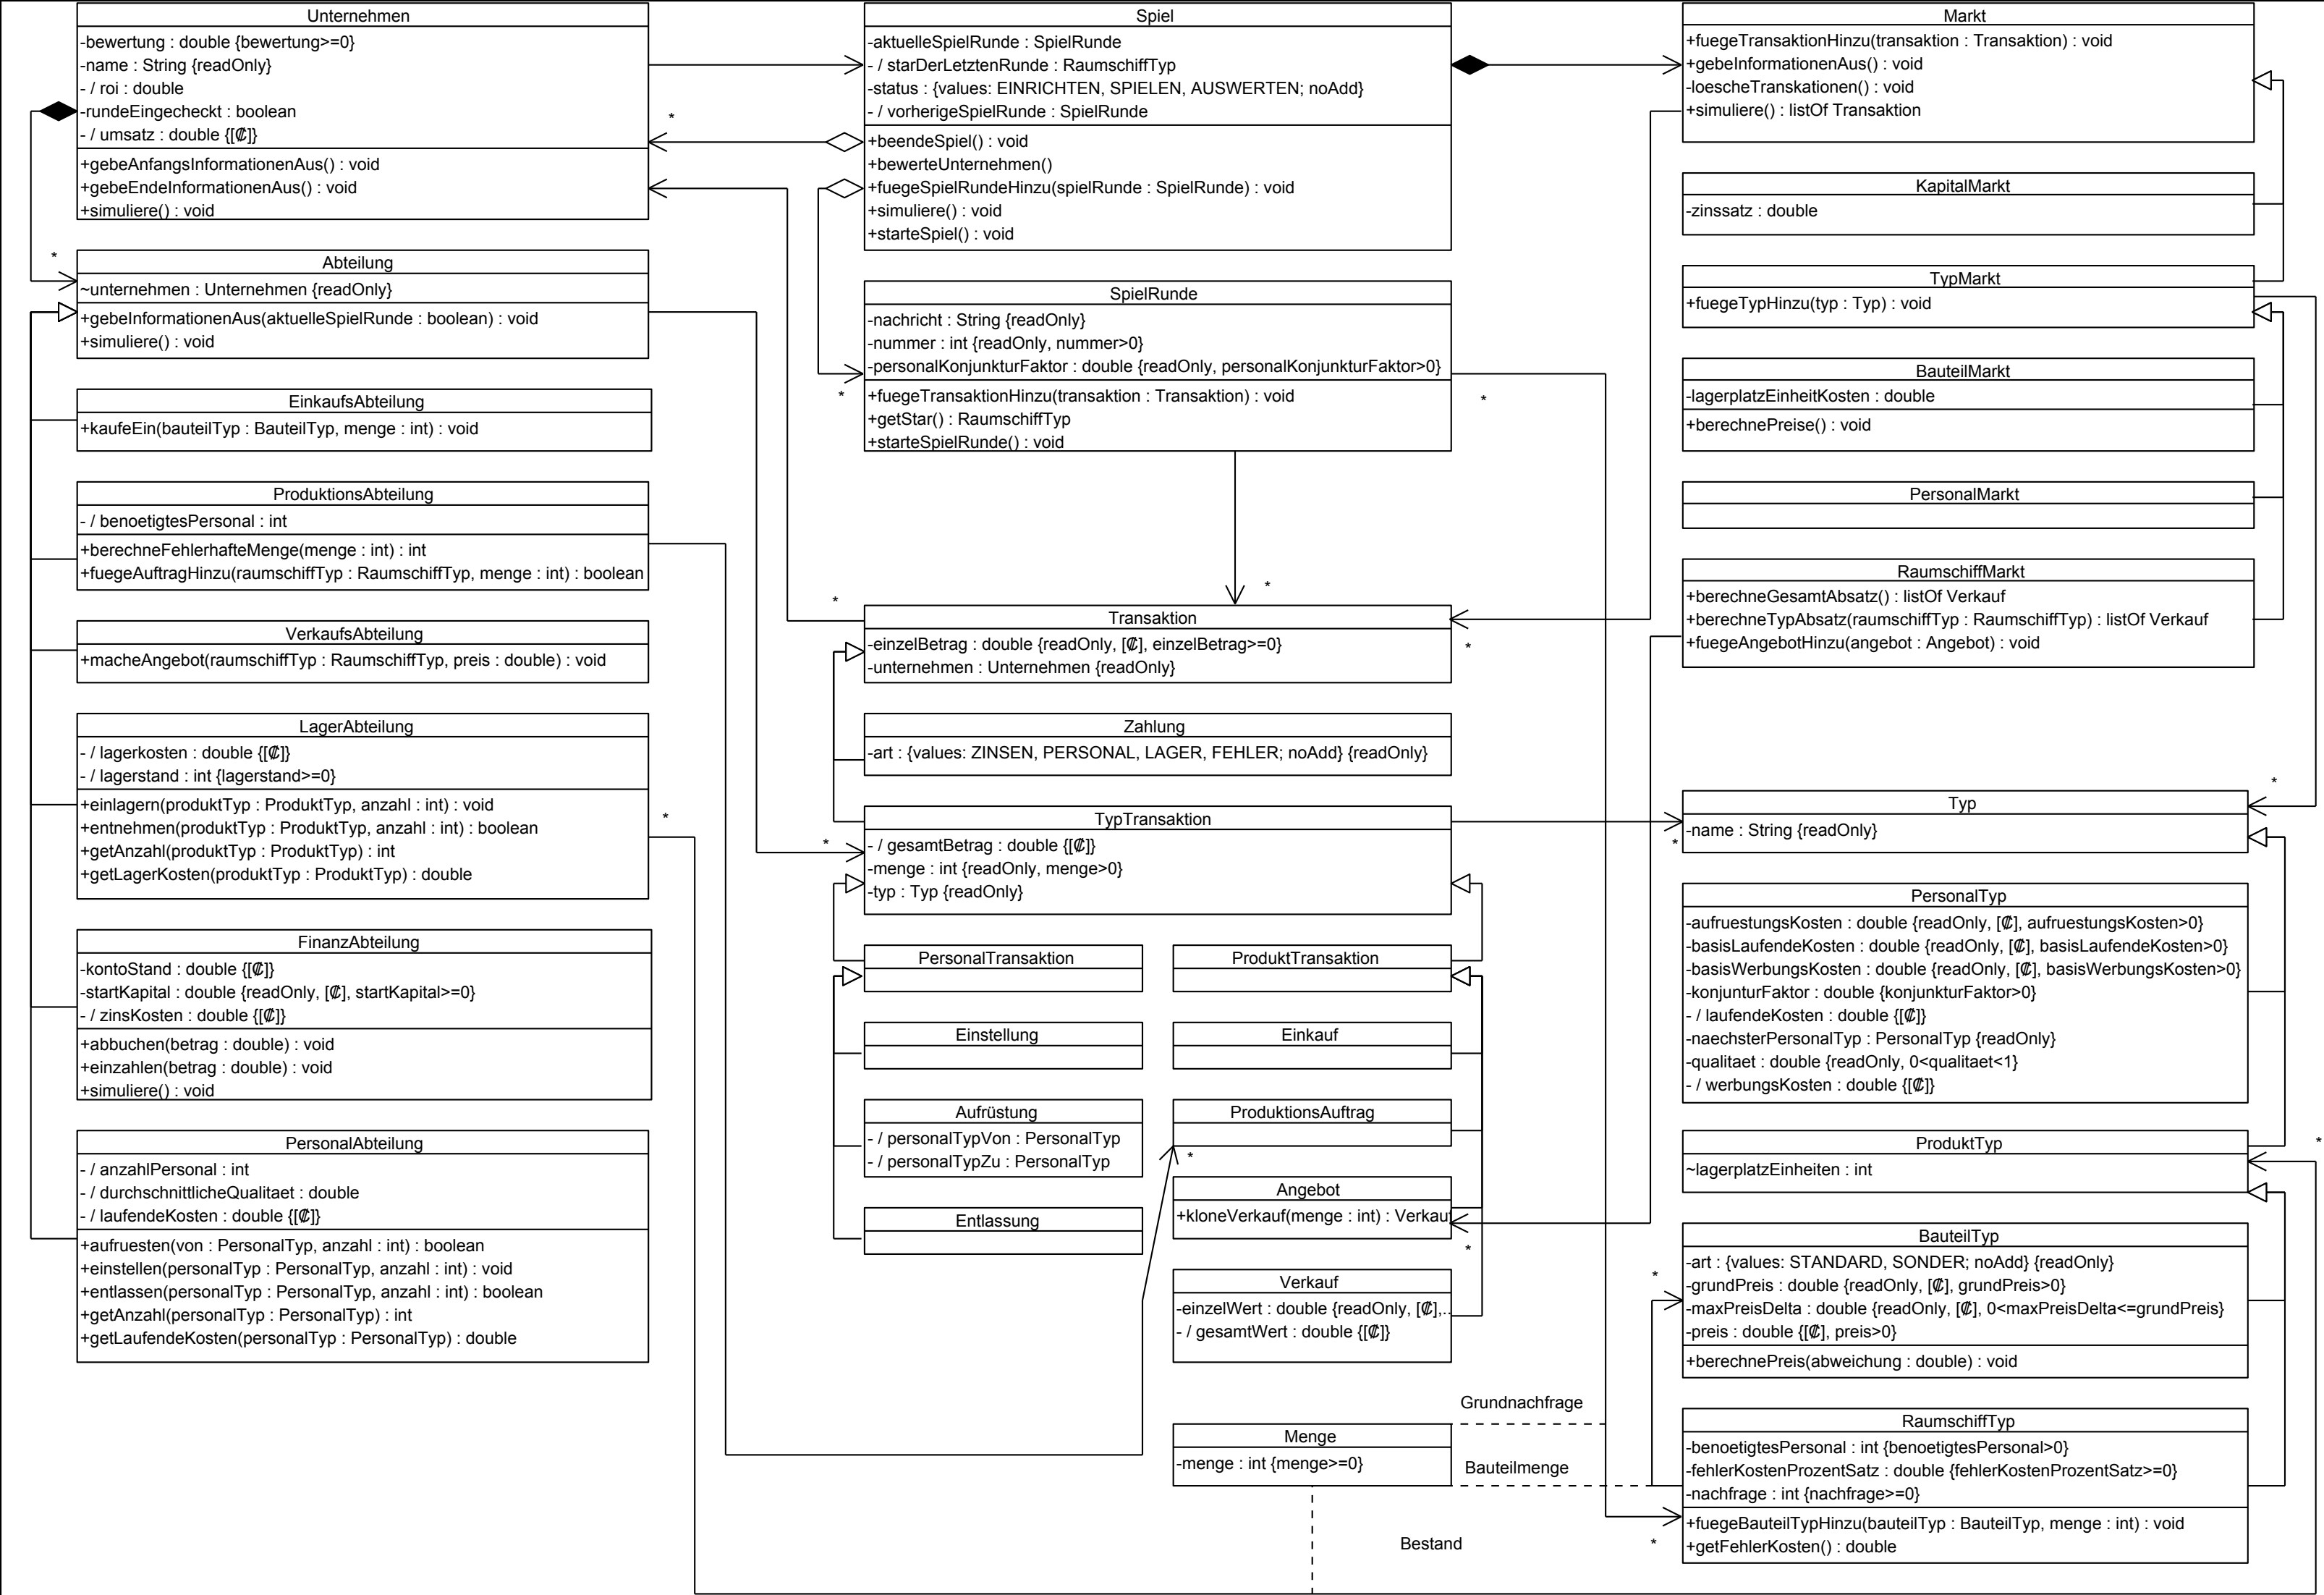 Unternehmen
-bewertung : double {bewertung>=0}
-name : String {readOnly}
- / roi : double
-rundeEingecheckt : boolean
- / umsatz : double {[₡]}
+gebeAnfangsInformationenAus() : void
+gebeEndeInformationenAus() : void
+simuliere() : void
*
Abteilung
~unternehmen : Unternehmen {readOnly}
+gebeInformationenAus(aktuelleSpielRunde : boolean) : void
+simuliere() : void
EinkaufsAbteilung
+kaufeEin(bauteilTyp : BauteilTyp, menge : int) : void
ProduktionsAbteilung
- / benoetigtesPersonal : int
+berechneFehlerhafteMenge(menge : int) : int
+fuegeAuftragHinzu(raumschiffTyp : RaumschiffTyp, menge : int) : boolean
VerkaufsAbteilung
+macheAngebot(raumschiffTyp : RaumschiffTyp, preis : double) : void
LagerAbteilung
- / lagerkosten : double {[₡]}
- / lagerstand : int {lagerstand>=0}
+einlagern(produktTyp : ProduktTyp, anzahl : int) : void
+entnehmen(produktTyp : ProduktTyp, anzahl : int) : boolean
+getAnzahl(produktTyp : ProduktTyp) : int
+getLagerKosten(produktTyp : ProduktTyp) : double
*
FinanzAbteilung
-kontoStand : double {[₡]}
-startKapital : double {readOnly, [₡], startKapital>=0}
- / zinsKosten : double {[₡]}
+abbuchen(betrag : double) : void
+einzahlen(betrag : double) : void
+simuliere() : void
PersonalAbteilung
- / anzahlPersonal : int
- / durchschnittlicheQualitaet : double
- / laufendeKosten : double {[₡]}
+aufruesten(von : PersonalTyp, anzahl : int) : boolean
+einstellen(personalTyp : PersonalTyp, anzahl : int) : void
+entlassen(personalTyp : PersonalTyp, anzahl : int) : boolean
+getAnzahl(personalTyp : PersonalTyp) : int
+getLaufendeKosten(personalTyp : PersonalTyp) : double
Spiel
-aktuelleSpielRunde : SpielRunde
- / starDerLetztenRunde : RaumschiffTyp
-status : {values: EINRICHTEN, SPIELEN, AUSWERTEN; noAdd}
- / vorherigeSpielRunde : SpielRunde
*
+beendeSpiel() : void
+bewerteUnternehmen()
+fuegeSpielRundeHinzu(spielRunde : SpielRunde) : void
+simuliere() : void
+starteSpiel() : void
SpielRunde
-nachricht : String {readOnly}
-nummer : int {readOnly, nummer>0}
-personalKonjunkturFaktor : double {readOnly, personalKonjunkturFaktor>0}
*
+fuegeTransaktionHinzu(transaktion : Transaktion) : void
*
+getStar() : RaumschiffTyp
+starteSpielRunde() : void
*
*
Transaktion
-einzelBetrag : double {readOnly, [₡], einzelBetrag>=0}
*
-unternehmen : Unternehmen {readOnly}
Zahlung
-art : {values: ZINSEN, PERSONAL, LAGER, FEHLER; noAdd} {readOnly}
TypTransaktion
*
- / gesamtBetrag : double {[₡]}
*
-menge : int {readOnly, menge>0}
-typ : Typ {readOnly}
PersonalTransaktion
ProduktTransaktion
Einstellung
Einkauf
Aufrüstung
- / personalTypVon : PersonalTyp
- / personalTypZu : PersonalTyp
ProduktionsAuftrag
*
Angebot
+kloneVerkauf(menge : int) : Verkauf
*
Entlassung
Verkauf
-einzelWert : double {readOnly, [₡],..
- / gesamtWert : double {[₡]}
Grundnachfrage
Menge
-menge : int {menge>=0}
Bauteilmenge
Bestand
Markt
+fuegeTransaktionHinzu(transaktion : Transaktion) : void
+gebeInformationenAus() : void
-loescheTranskationen() : void
+simuliere() : listOf Transaktion
KapitalMarkt
-zinssatz : double
TypMarkt
+fuegeTypHinzu(typ : Typ) : void
BauteilMarkt
-lagerplatzEinheitKosten : double
+berechnePreise() : void
PersonalMarkt
RaumschiffMarkt
+berechneGesamtAbsatz() : listOf Verkauf
+berechneTypAbsatz(raumschiffTyp : RaumschiffTyp) : listOf Verkauf
+fuegeAngebotHinzu(angebot : Angebot) : void
*
Typ
-name : String {readOnly}
PersonalTyp
-aufruestungsKosten : double {readOnly, [₡], aufruestungsKosten>0}
-basisLaufendeKosten : double {readOnly, [₡], basisLaufendeKosten>0}
-basisWerbungsKosten : double {readOnly, [₡], basisWerbungsKosten>0}
-konjunturFaktor : double {konjunkturFaktor>0}
- / laufendeKosten : double {[₡]}
-naechsterPersonalTyp : PersonalTyp {readOnly}
-qualitaet : double {readOnly, 0<qualitaet<1}
- / werbungsKosten : double {[₡]}
ProduktTyp
*
~lagerplatzEinheiten : int
BauteilTyp
-art : {values: STANDARD, SONDER; noAdd} {readOnly}
*
-grundPreis : double {readOnly, [₡], grundPreis>0}
-maxPreisDelta : double {readOnly, [₡], 0<maxPreisDelta<=grundPreis}
-preis : double {[₡], preis>0}
+berechnePreis(abweichung : double) : void
RaumschiffTyp
-benoetigtesPersonal : int {benoetigtesPersonal>0}
-fehlerKostenProzentSatz : double {fehlerKostenProzentSatz>=0}
-nachfrage : int {nachfrage>=0}
+fuegeBauteilTypHinzu(bauteilTyp : BauteilTyp, menge : int) : void
*
+getFehlerKosten() : double